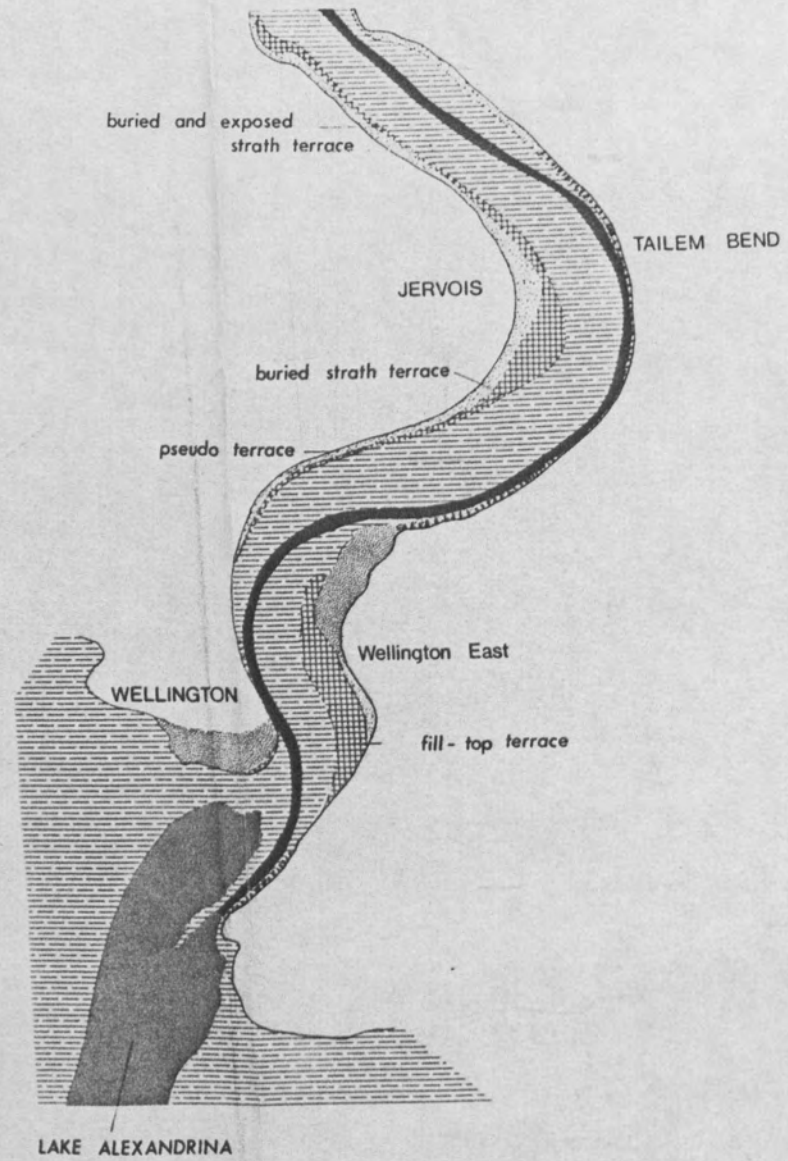 buried and exposed
strath terrace
TAILEM BEND
JERVOIS
buried strath terrace
pseudo terrace
Wellington East
WELLINGTON
fill-top terrace
LAKE ALEXANDRINA